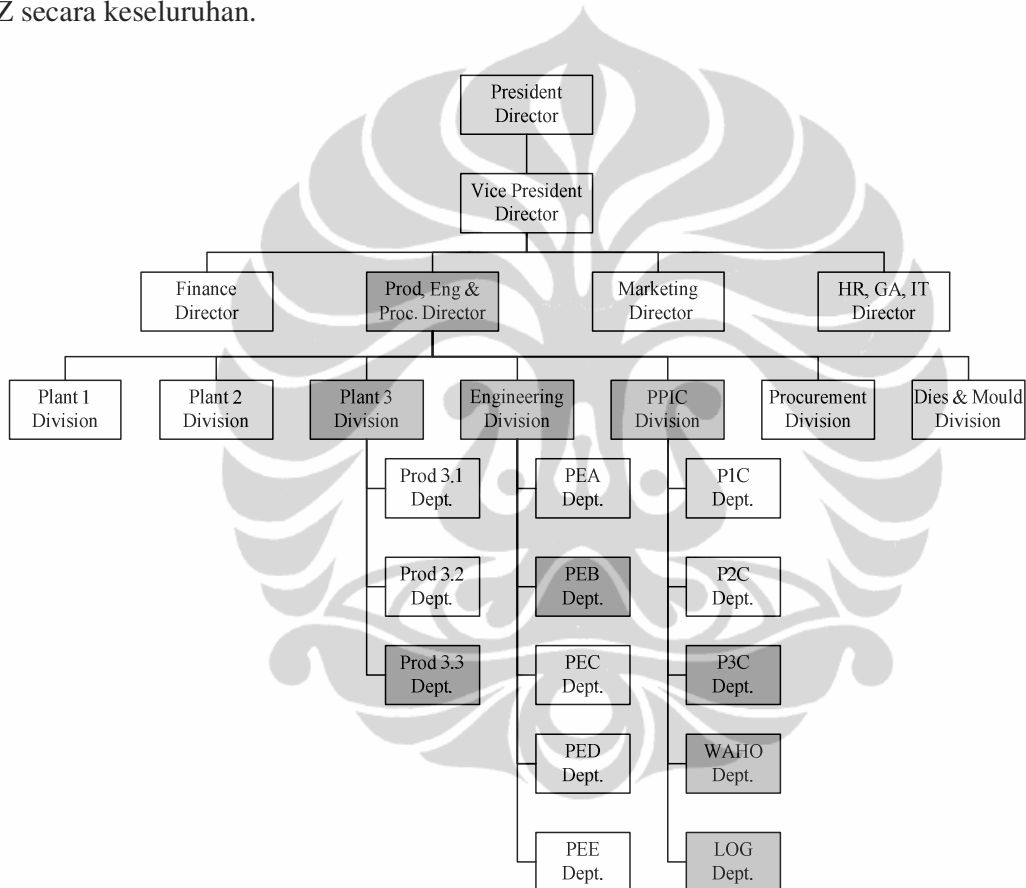 Z secara keseluruhan.
President
Director
Vice President
Director
Finance
Director
Prod, Eng &
Proc. Director
Marketing
Director
HR, GA, IT
Director
Plant 1
Division
Plant 2
Division
Plant 3
Division
Engineering
Division
PPIC
Division
Procurement
Division
Dies & Mould
Division
Prod 3.1
Dept.
PEA
Dept.
P1C
Dept.
Prod 3.2
Dept.
PEB
Dept.
P2C
Dept.
Prod 3.3
Dept.
PEC
Dept.
P3C
Dept.
PED
Dept.
WAHO
Dept.
PEE
Dept.
LOG
Dept.